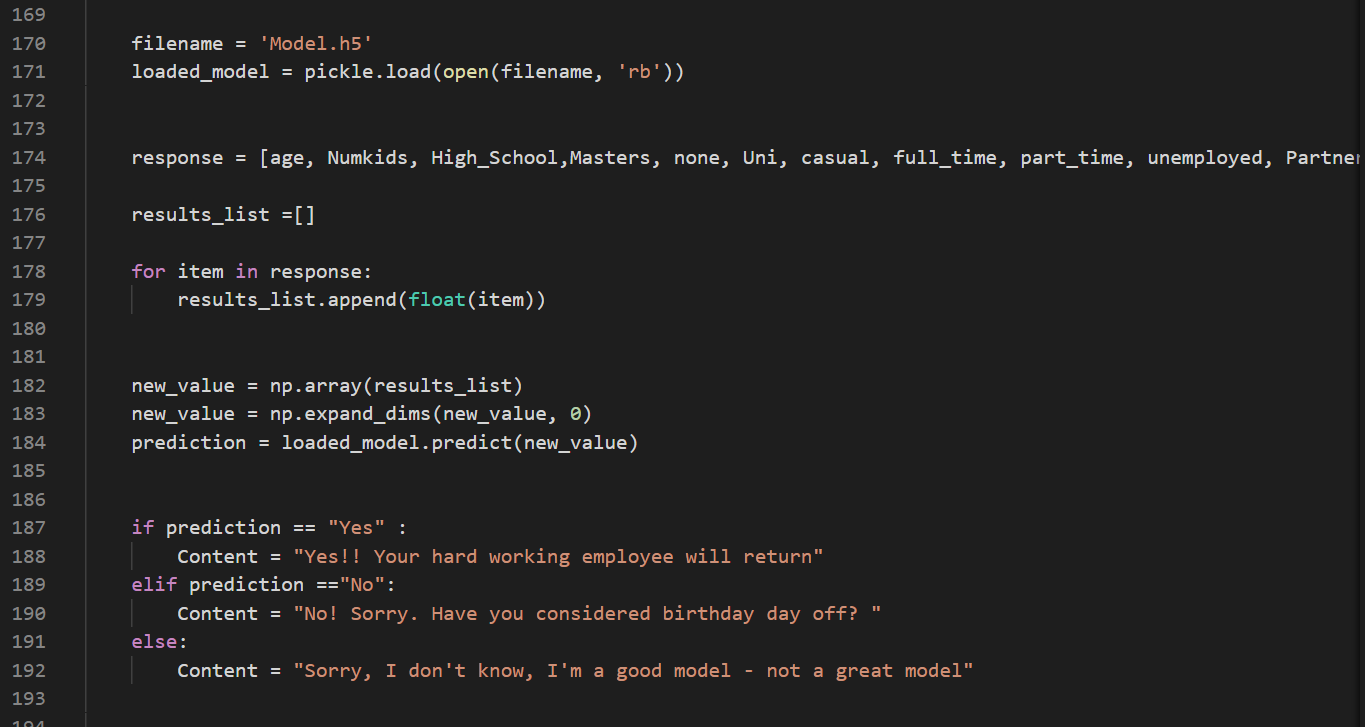 169
170 filename = 'Model.h5'
171 loaded_model = pickle.load(open(filename, 'rb'))
172
173
174 response = [age, Numkids, High_School,Masters, none, Uni, casual, full_time, part_time, unemployed, Partner
175
176 results_list =[]
177
178 for item in response:
179 results_list.append(float(item))
180
181
182 new_value = np.array(results_list)
183 new_value = np.expand_dims(new_value, 0)
184 prediction = loaded_model.predict(new_value)
185
186
187 if prediction == "Yes" :
188 Content = "Yes!! Your hard working employee will return"
189 elif prediction =="No":
190 Content = "No! Sorry. Have you considered birthday day off? "
191 else:
192 Content = "Sorry, I don't know, I'm a good model - not a great model"
193
194